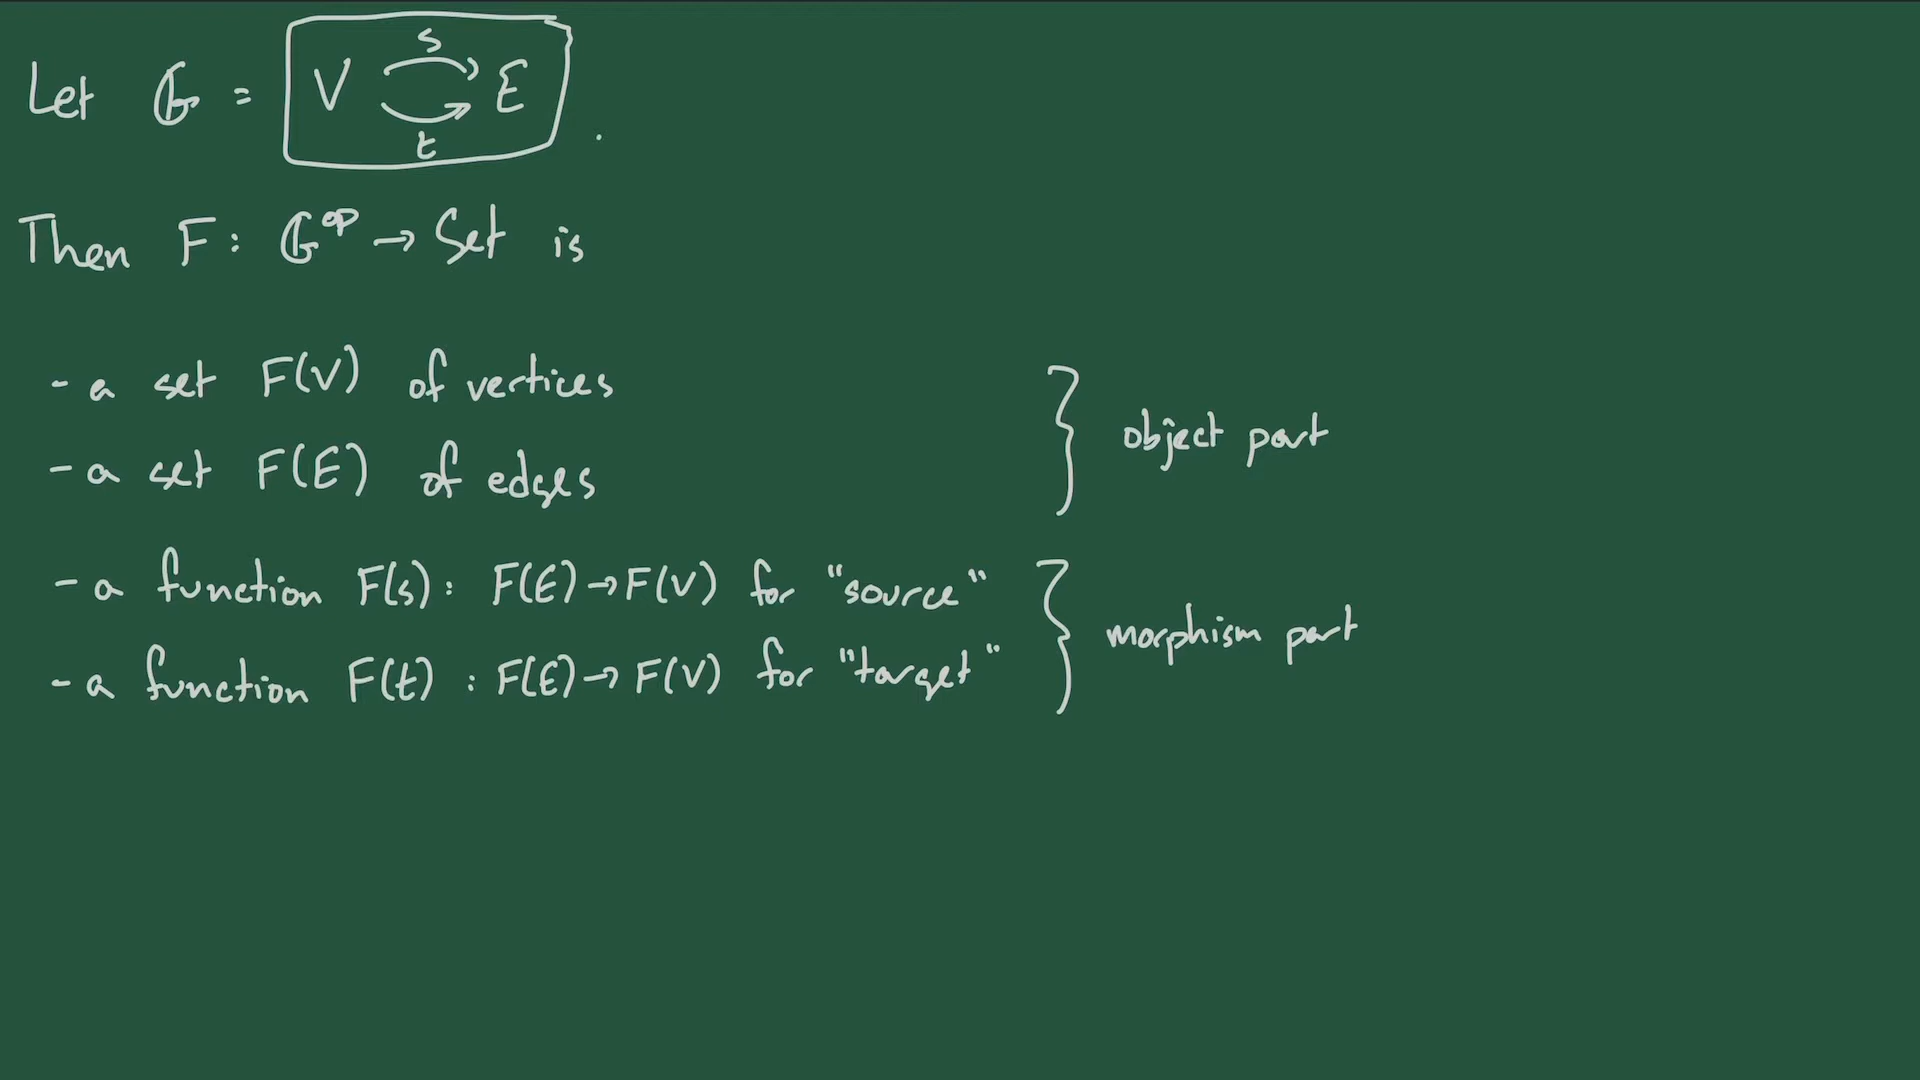 Let 𝔾 = V s t E .
Then F: 𝔾^op → Set is
- a set F(V) of vertices
- a set F(E) of edges
} object part
- a function F(s): F(E) → F(V) for "source"
- a function F(t) : F(E) → F(V) for "target"
} morphism part